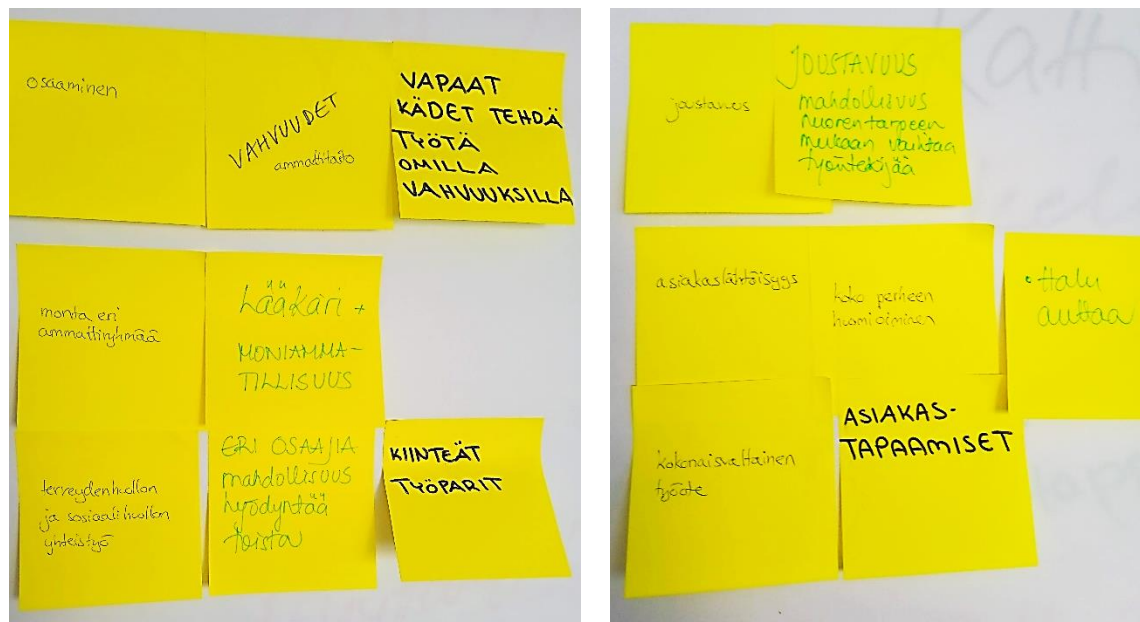 osaaminen
VAHVUUDET
ammattitaito
VAPAAT
KÄDET TEHDÄ
TYÖTÄ
OMILLA
VAHVUUKSILLA
monta eri
ammattiryhmää
Lääkäri +
MONIAMMA-
TILLISUUS
terveydenhuollon
ja sosiaalihuollon
yhteistyö
ERI OSAAJIA
mahdollisuus
hyödyntää
toista
KIINTEÄT
TYÖPARIT
joustavuus
JOUSTAVUUS
mahdollisuus
nuoren tarpeen
mukaan vaihtaa
työntekijää
asiakaslähtöisyys
koko perheen
huomioiminen
• Halu
auttaa
kokonaisvaltainen
työote
ASIAKAS-
TAPAAMISET